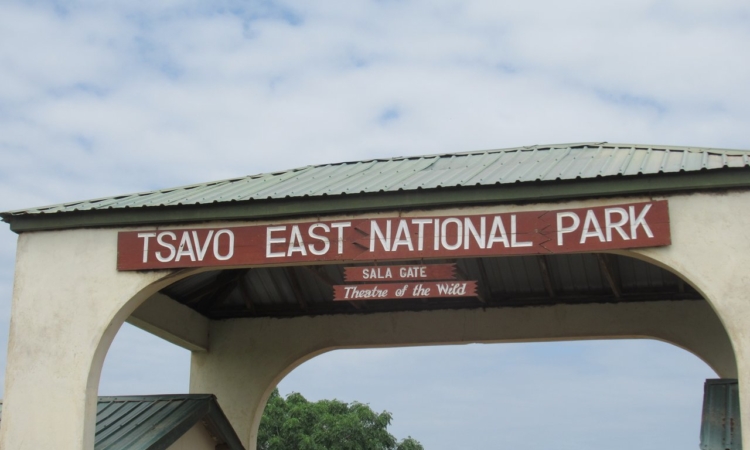 TSAVO EAST NATIONAL PARK
SALA GATE
Theatre of the Wild